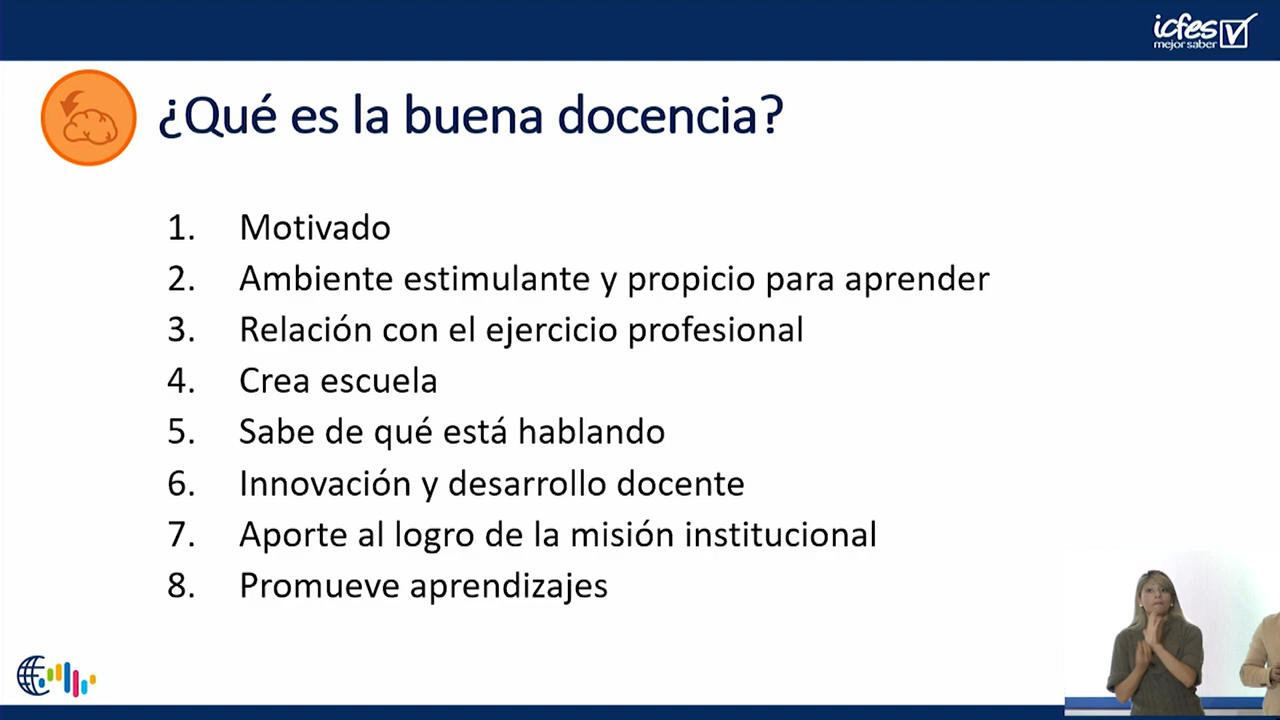 icfes
mejor saber
¿Qué es la buena docencia?
1. Motivado
2. Ambiente estimulante y propicio para aprender
3. Relación con el ejercicio profesional
4. Crea escuela
5. Sabe de qué está hablando
6. Innovación y desarrollo docente
7. Aporte al logro de la misión institucional
8. Promueve aprendizajes